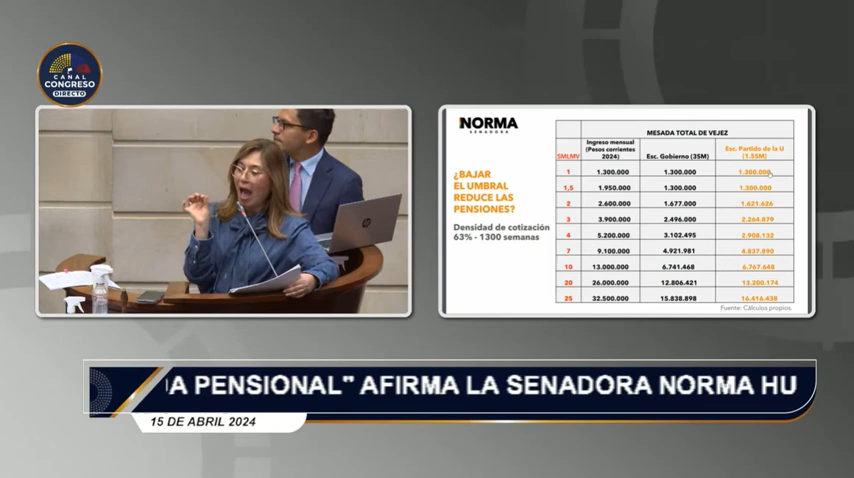 CANAL
CONGRESO
DIRECTO
hp
NORMA
SENADORA
¿BAJAR
EL UMBRAL
REDUCE LAS
PENSIONES?
Densidad de cotización
63% - 1300 semanas
MESADA TOTAL DE VEJEZ
SMLMV Ingreso mensual (Pesos corrientes 2024) Esc. Gobierno (3SM) Esc. Partido de la U (1.5SM)
1 1.300.000 1.300.000 1.300.000
1,5 1.950.000 1.300.000 1.300.000
2 2.600.000 1.677.000 1.621.626
3 3.900.000 2.496.000 2.264.879
4 5.200.000 3.102.495 2.908.132
7 9.100.000 4.921.981 4.837.890
10 13.000.000 6.741.468 6.767.648
20 26.000.000 12.806.421 13.200.174
25 32.500.000 15.838.898 16.416.438
Fuente: Cálculos propios.
DA PENSIONAL" AFIRMA LA SENADORA NORMA HU
15 DE ABRIL 2024